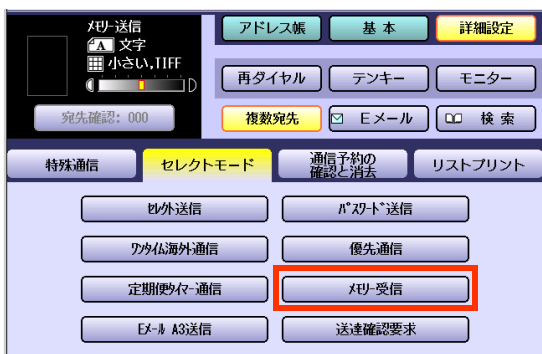 ﾒﾓﾘｰ送信
A 文字
小さい,TIFF
L D
宛先確認: 000
アドレス帳 基本 詳細設定
再ダイヤル テンキー モニター
複数宛先 Eメール 検索
特殊通信 セレクトモード 通信予約の確認と消去 リストプリント
ｾﾚｸﾄ送信 ﾊﾟｽﾜｰﾄﾞ送信
ﾜﾝﾀｲﾑ海外通信 優先通信
定期便ﾀｲﾏｰ通信 ﾒﾓﾘｰ受信
Eﾒｰﾙ A3送信 送達確認要求